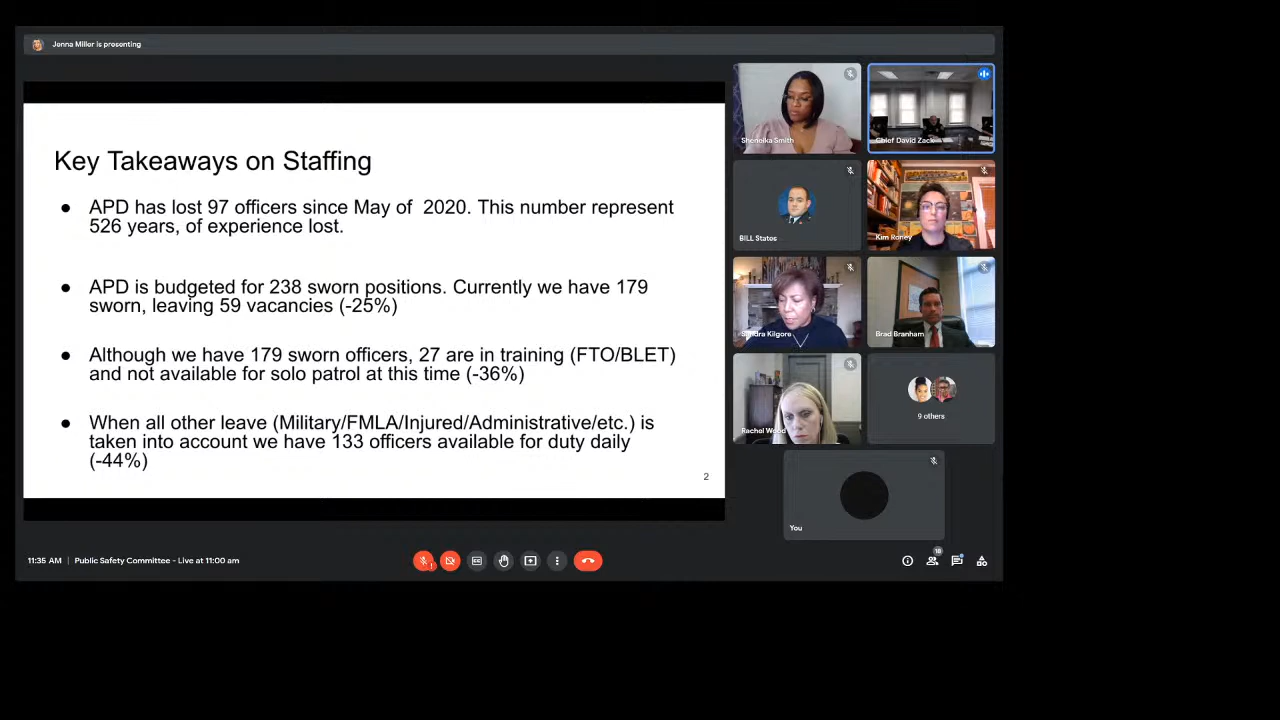 Jenna Miller is presenting
Key Takeaways on Staffing
● APD has lost 97 officers since May of 2020. This number represent
526 years, of experience lost.
● APD is budgeted for 238 sworn positions. Currently we have 179
sworn, leaving 59 vacancies (-25%)
● Although we have 179 sworn officers, 27 are in training (FTO/BLET)
and not available for solo patrol at this time (-36%)
● When all other leave (Military/FMLA/Injured/Administrative/etc.) is
taken into account we have 133 officers available for duty daily
(-44%)
2
Sheneika Smith
Chief David Zack
BILL States
Kim Roney
Sandra Kilgore
Brad Branham
Rachel Wood
9 others
You
11:35 AM | Public Safety Committee - Live at 11:00 am
18